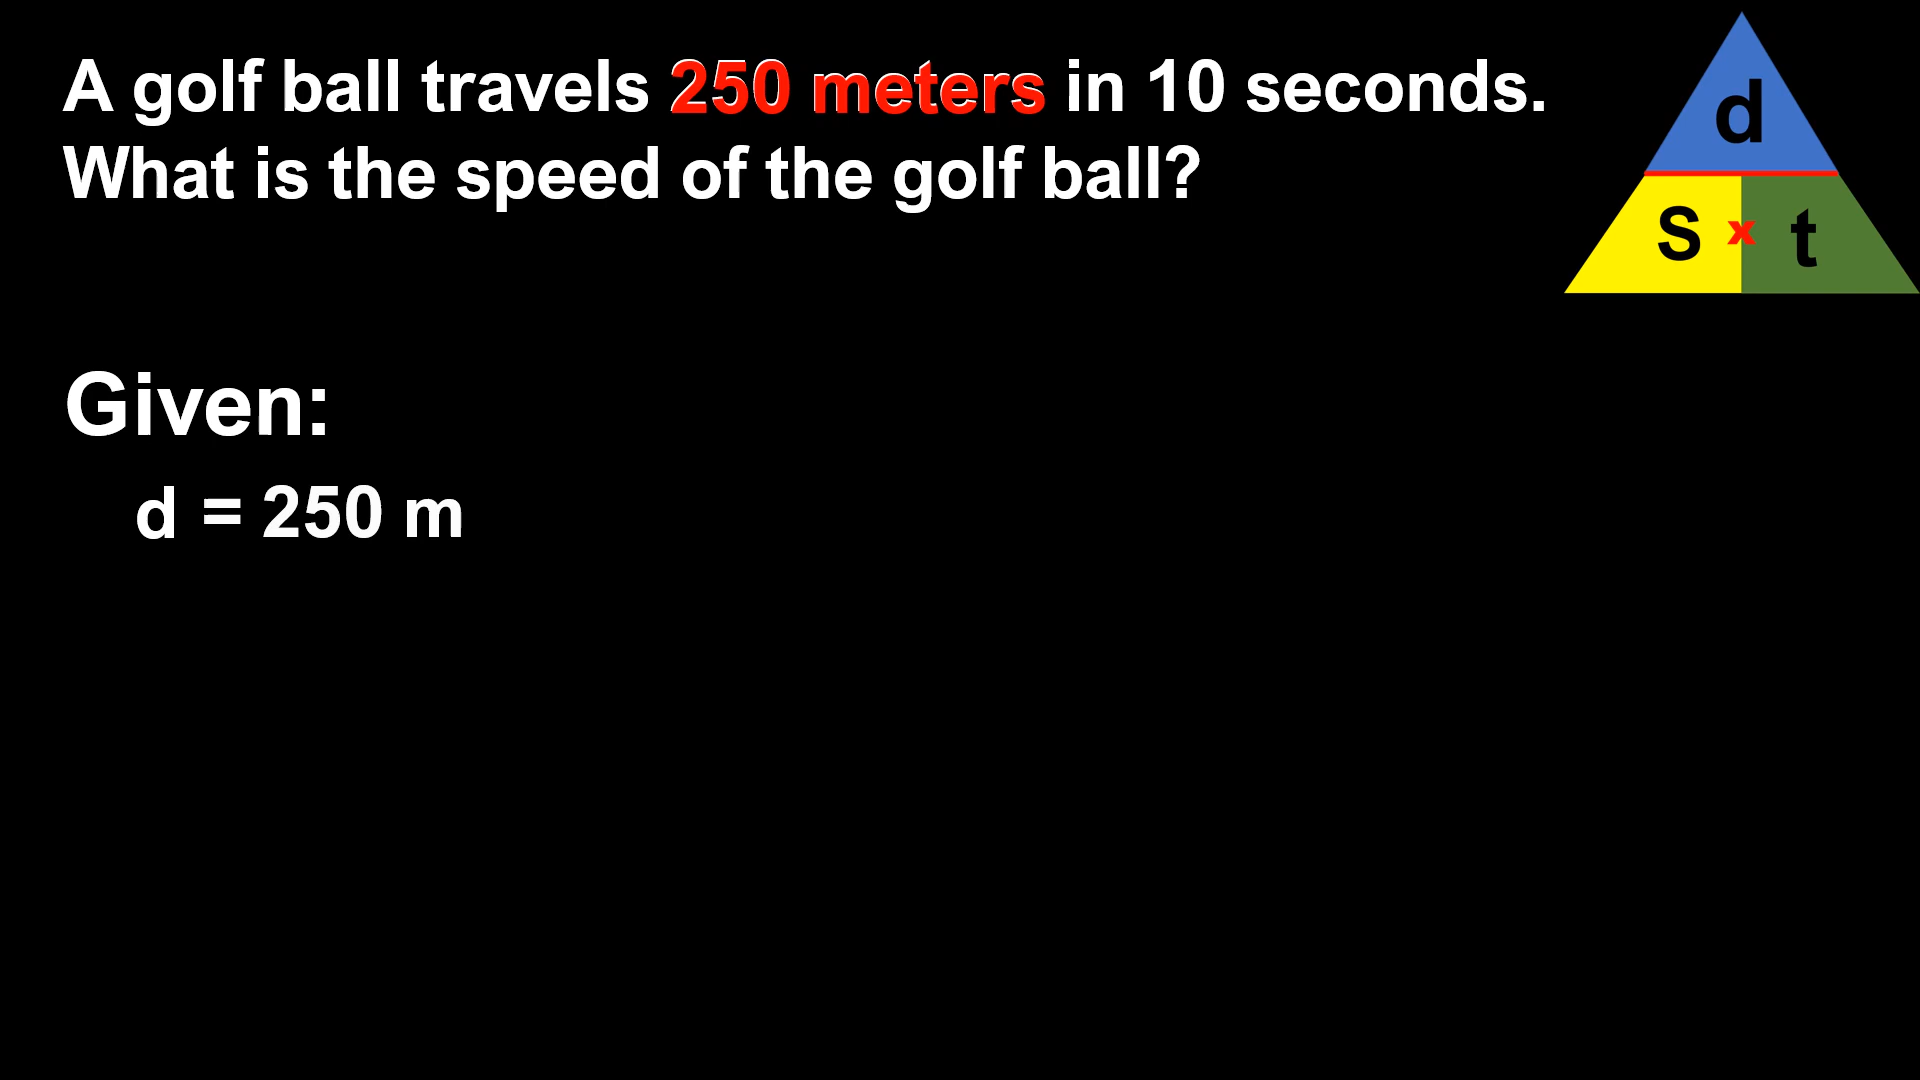 A golf ball travels 250 meters in 10 seconds.
What is the speed of the golf ball?
d
S x t
Given:
d = 250 m